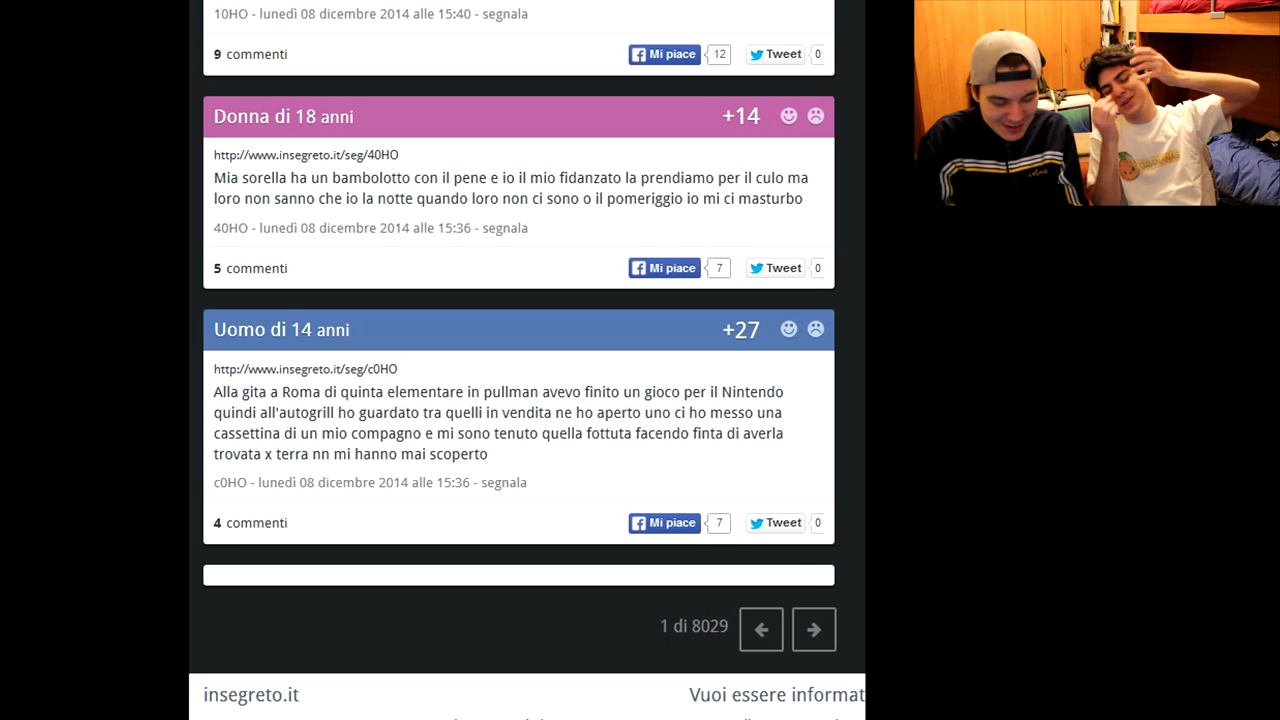 10HO - lunedì 08 dicembre 2014 alle 15:40 - segnala
9 commenti
Mi piace 12 Tweet 0
Donna di 18 anni +14
http://www.insegreto.it/seg/40HO
Mia sorella ha un bambolotto con il pene e io il mio fidanzato la prendiamo per il culo ma
loro non sanno che io la notte quando loro non ci sono o il pomeriggio io mi ci masturbo
40HO - lunedì 08 dicembre 2014 alle 15:36 - segnala
5 commenti
Mi piace 7 Tweet 0
Uomo di 14 anni +27
http://www.insegreto.it/seg/c0HO
Alla gita a Roma di quinta elementare in pullman avevo finito un gioco per il Nintendo
quindi all'autogrill ho guardato tra quelli in vendita ne ho aperto uno ci ho messo una
cassettina di un mio compagno e mi sono tenuto quella fottuta facendo finta di averla
trovata x terra nn mi hanno mai scoperto
c0HO - lunedì 08 dicembre 2014 alle 15:36 - segnala
4 commenti
Mi piace 7 Tweet 0
1 di 8029
insegreto.it
Vuoi essere informat